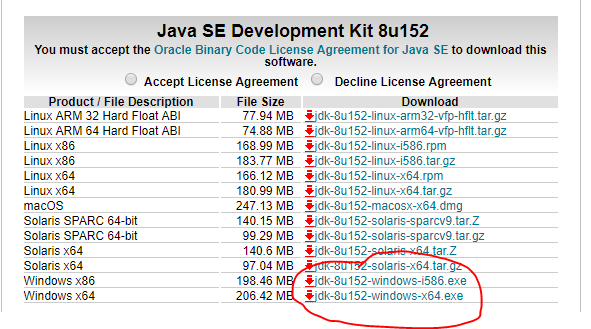 Java SE Development Kit 8u152
You must accept the Oracle Binary Code License Agreement for Java SE to download this
software.
Accept License Agreement Decline License Agreement
Product / File Description File Size Download
Linux ARM 32 Hard Float ABI 77.94 MB jdk-8u152-linux-arm32-vfp-hflt.tar.gz
Linux ARM 64 Hard Float ABI 74.88 MB jdk-8u152-linux-arm64-vfp-hflt.tar.gz
Linux x86 168.99 MB jdk-8u152-linux-i586.rpm
Linux x86 183.77 MB jdk-8u152-linux-i586.tar.gz
Linux x64 166.12 MB jdk-8u152-linux-x64.rpm
Linux x64 180.99 MB jdk-8u152-linux-x64.tar.gz
macOS 247.13 MB jdk-8u152-macosx-x64.dmg
Solaris SPARC 64-bit 140.15 MB jdk-8u152-solaris-sparcv9.tar.Z
Solaris SPARC 64-bit 99.29 MB jdk-8u152-solaris-sparcv9.tar.gz
Solaris x64 140.6 MB jdk-8u152-solaris-x64.tar.Z
Solaris x64 97.04 MB jdk-8u152-solaris-x64.tar.gz
Windows x86 198.46 MB jdk-8u152-windows-i586.exe
Windows x64 206.42 MB jdk-8u152-windows-x64.exe